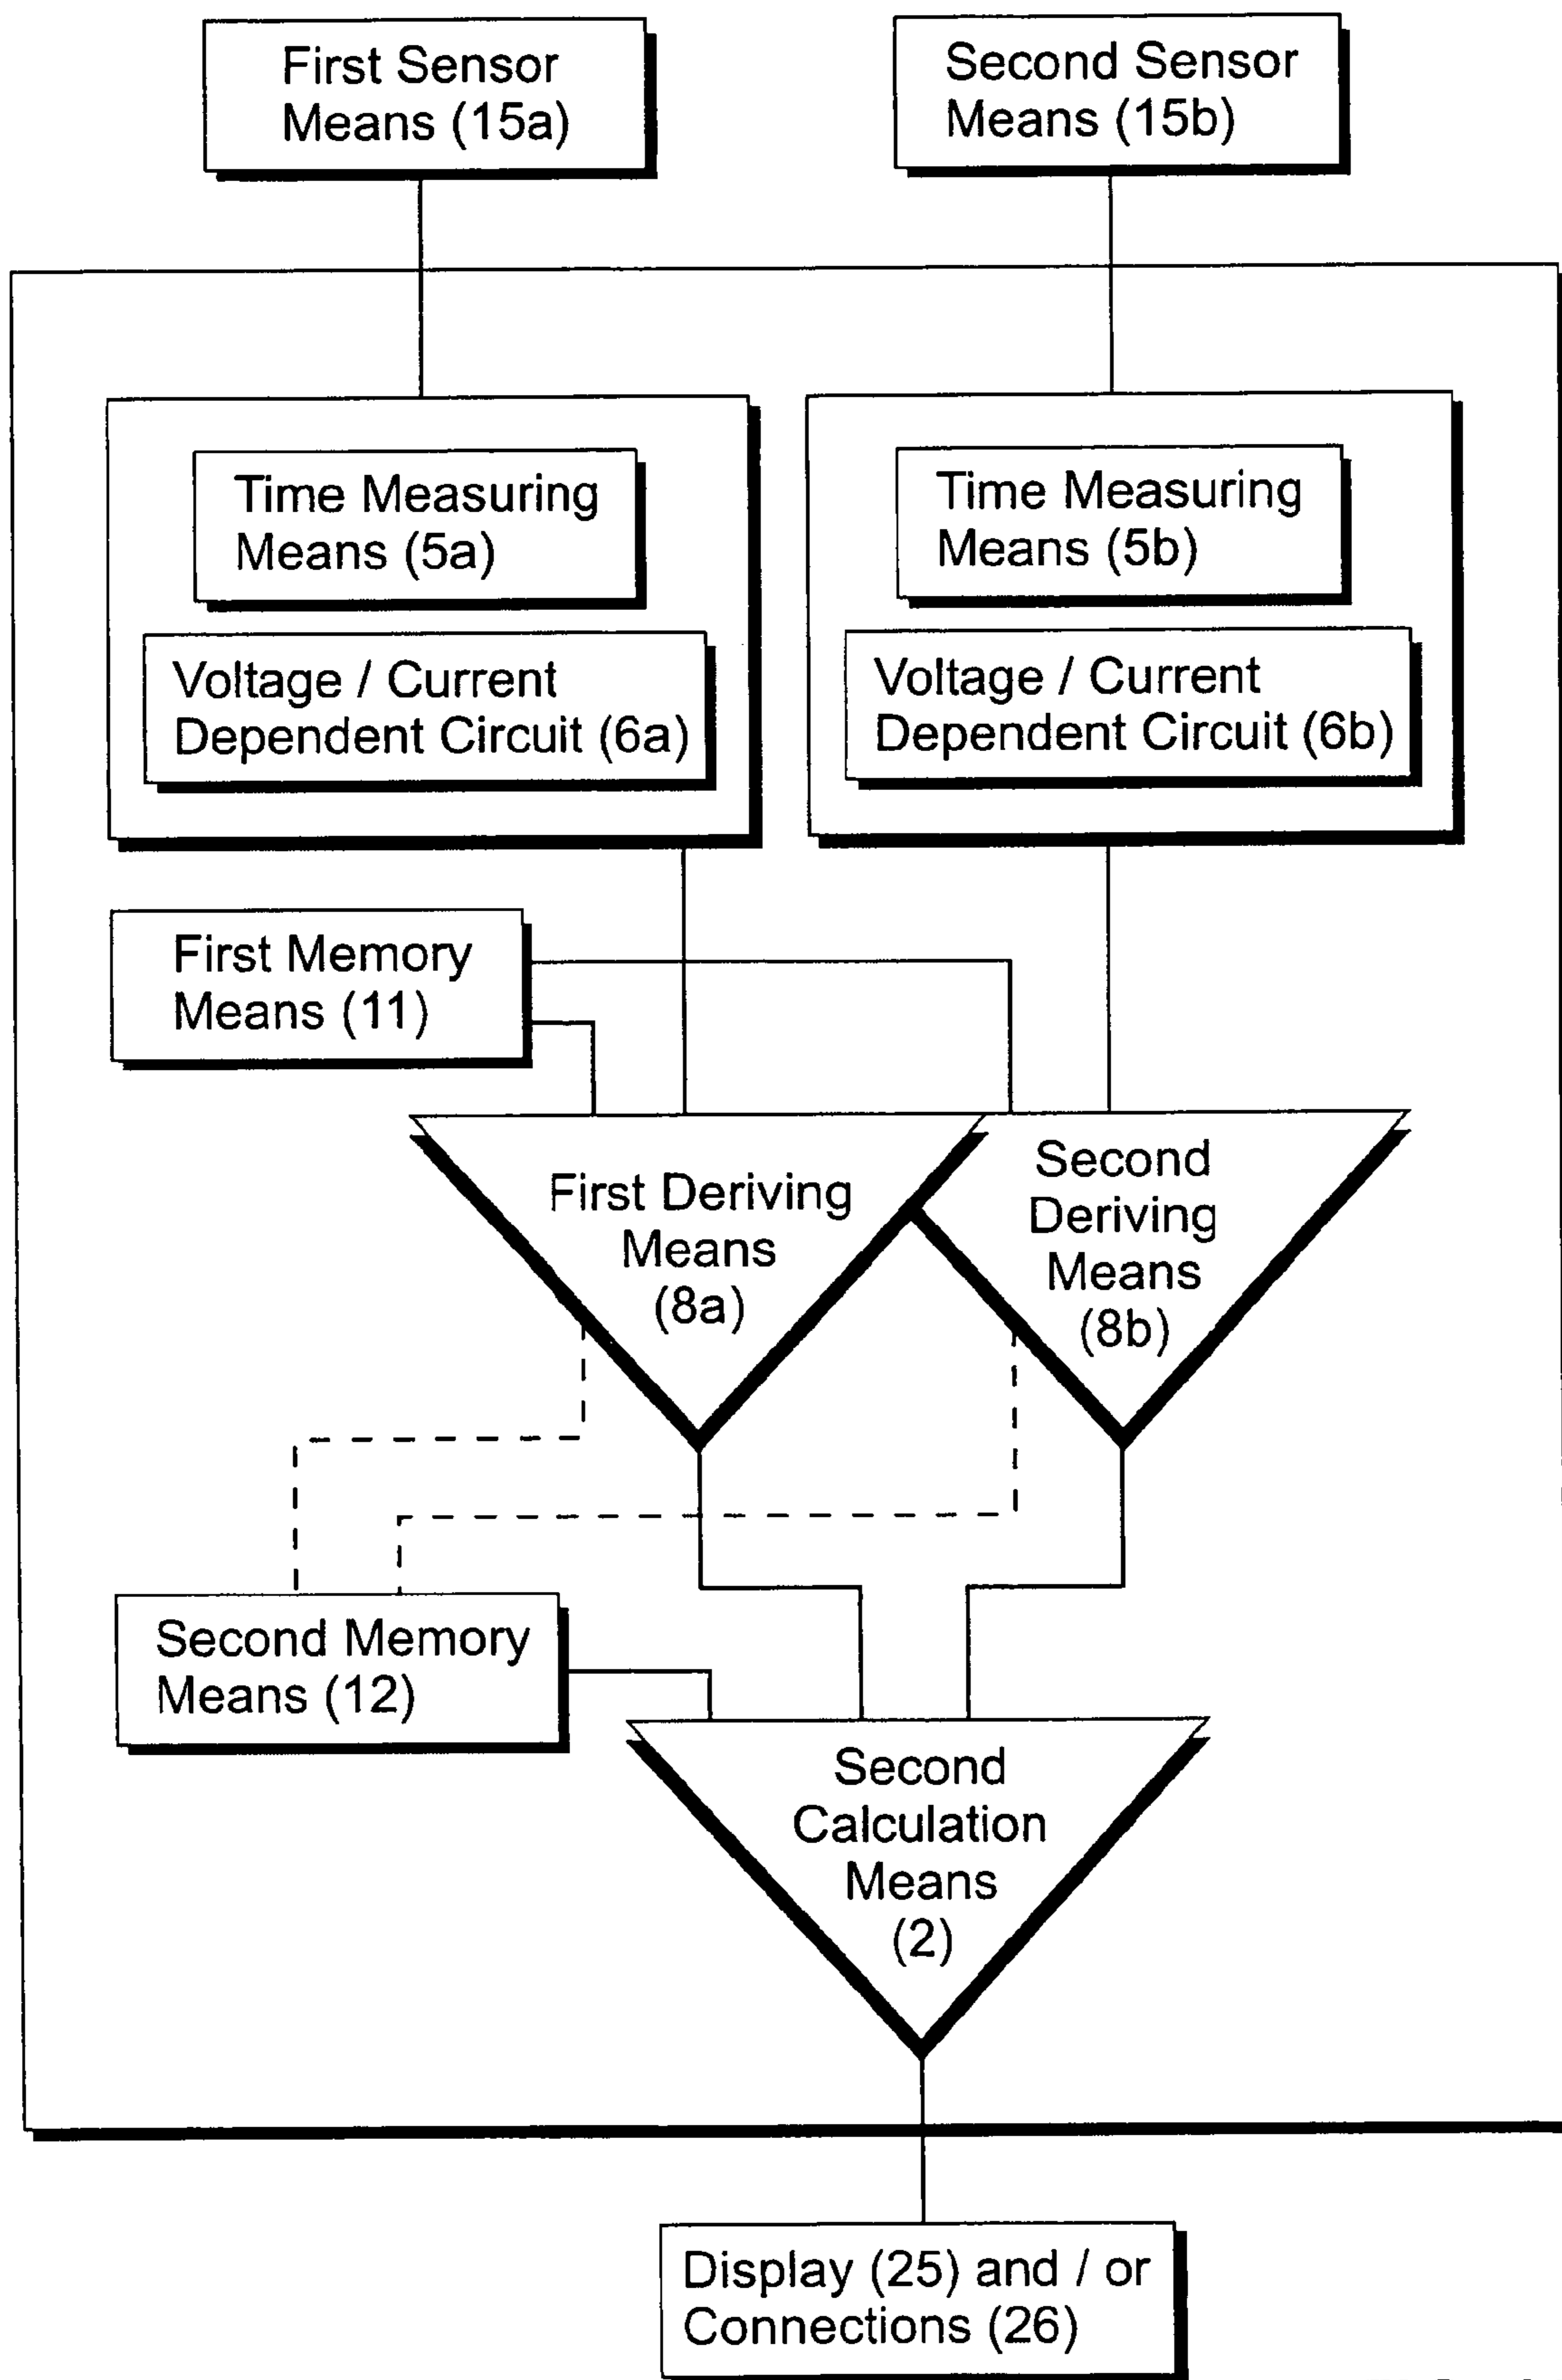 First Sensor
Means (15a)
Second Sensor
Means (15b)
Time Measuring
Means (5a)
Voltage / Current
Dependent Circuit (6a)
Time Measuring
Means (5b)
Voltage / Current
Dependent Circuit (6b)
First Memory
Means (11)
First Deriving
Means
(8a)
Second
Deriving
Means
(8b)
Second Memory
Means (12)
Second
Calculation
Means
(2)
Display (25) and / or
Connections (26)